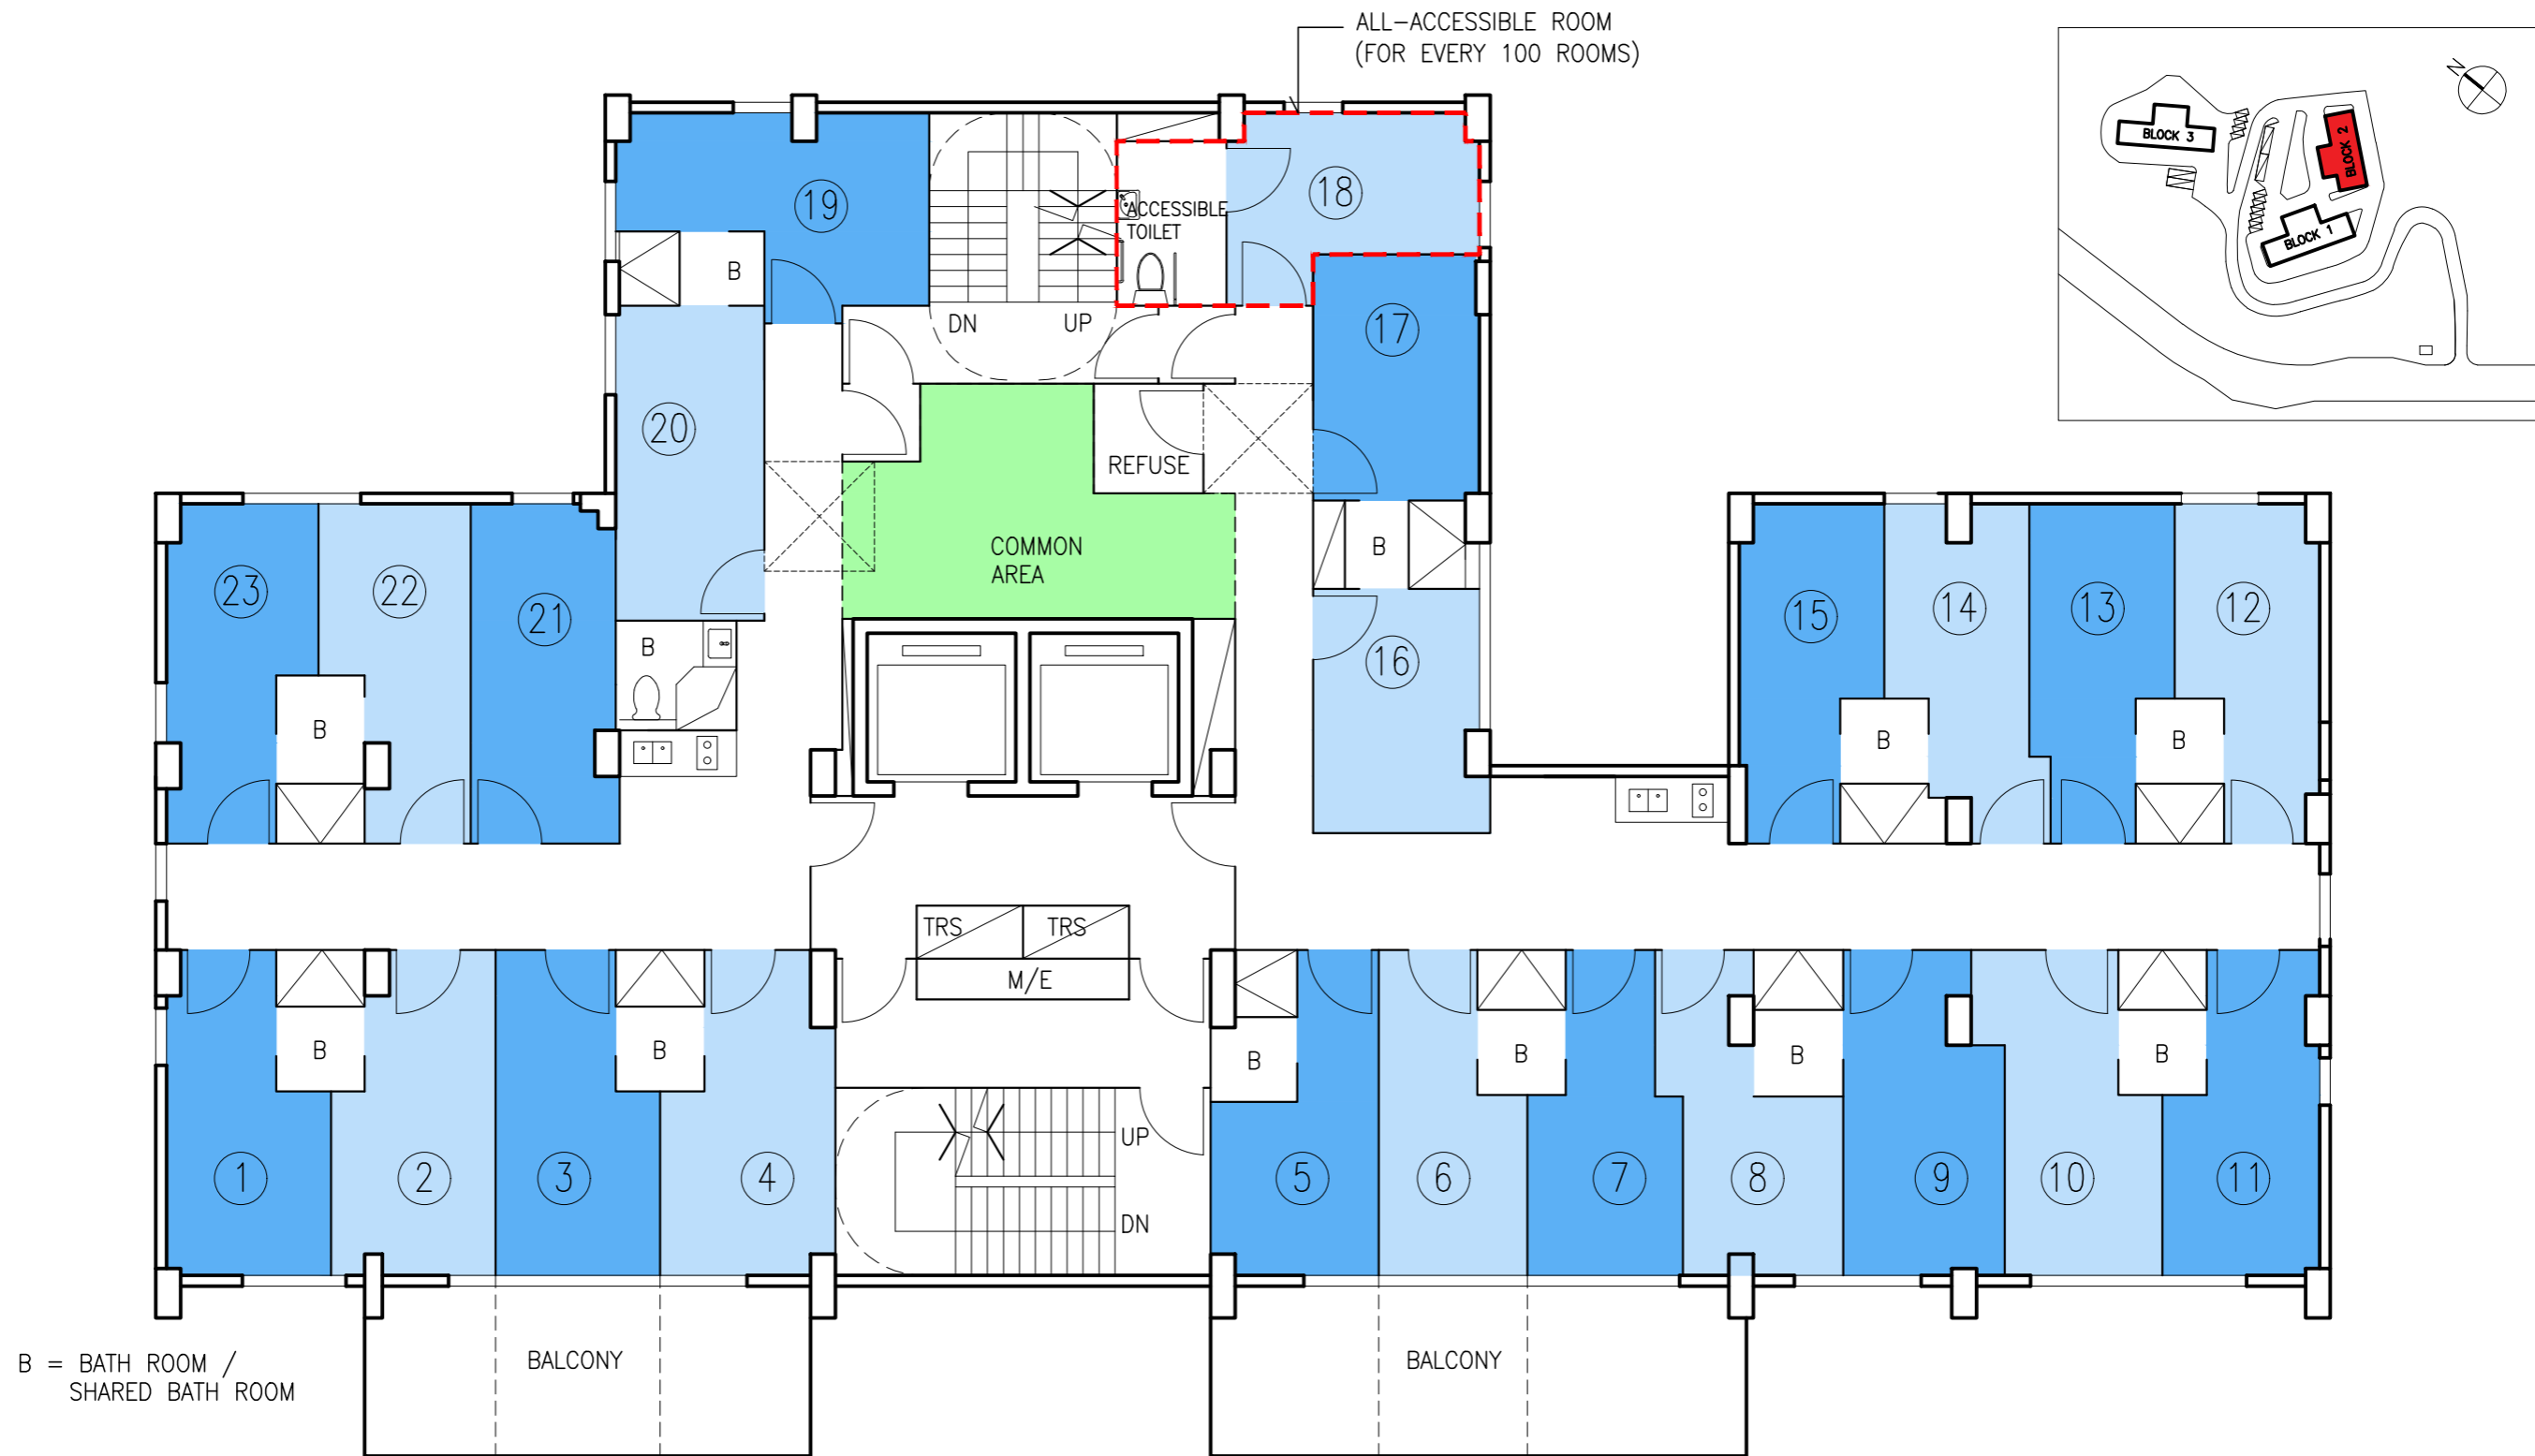 ALL-ACCESSIBLE ROOM
(FOR EVERY 100 ROOMS)
N
BLOCK 3
BLOCK 2
BLOCK 1
19
18
ACCESSIBLE
TOILET
B
17
DN
UP
20
REFUSE
COMMON
AREA
B
23
22
21
15
14
13
12
B
16
B
B
B
TRS
TRS
M/E
B
B
B
B
B
B
UP
1
2
3
4
5
6
7
8
9
10
11
DN
BALCONY
BALCONY
B = BATH ROOM /
SHARED BATH ROOM